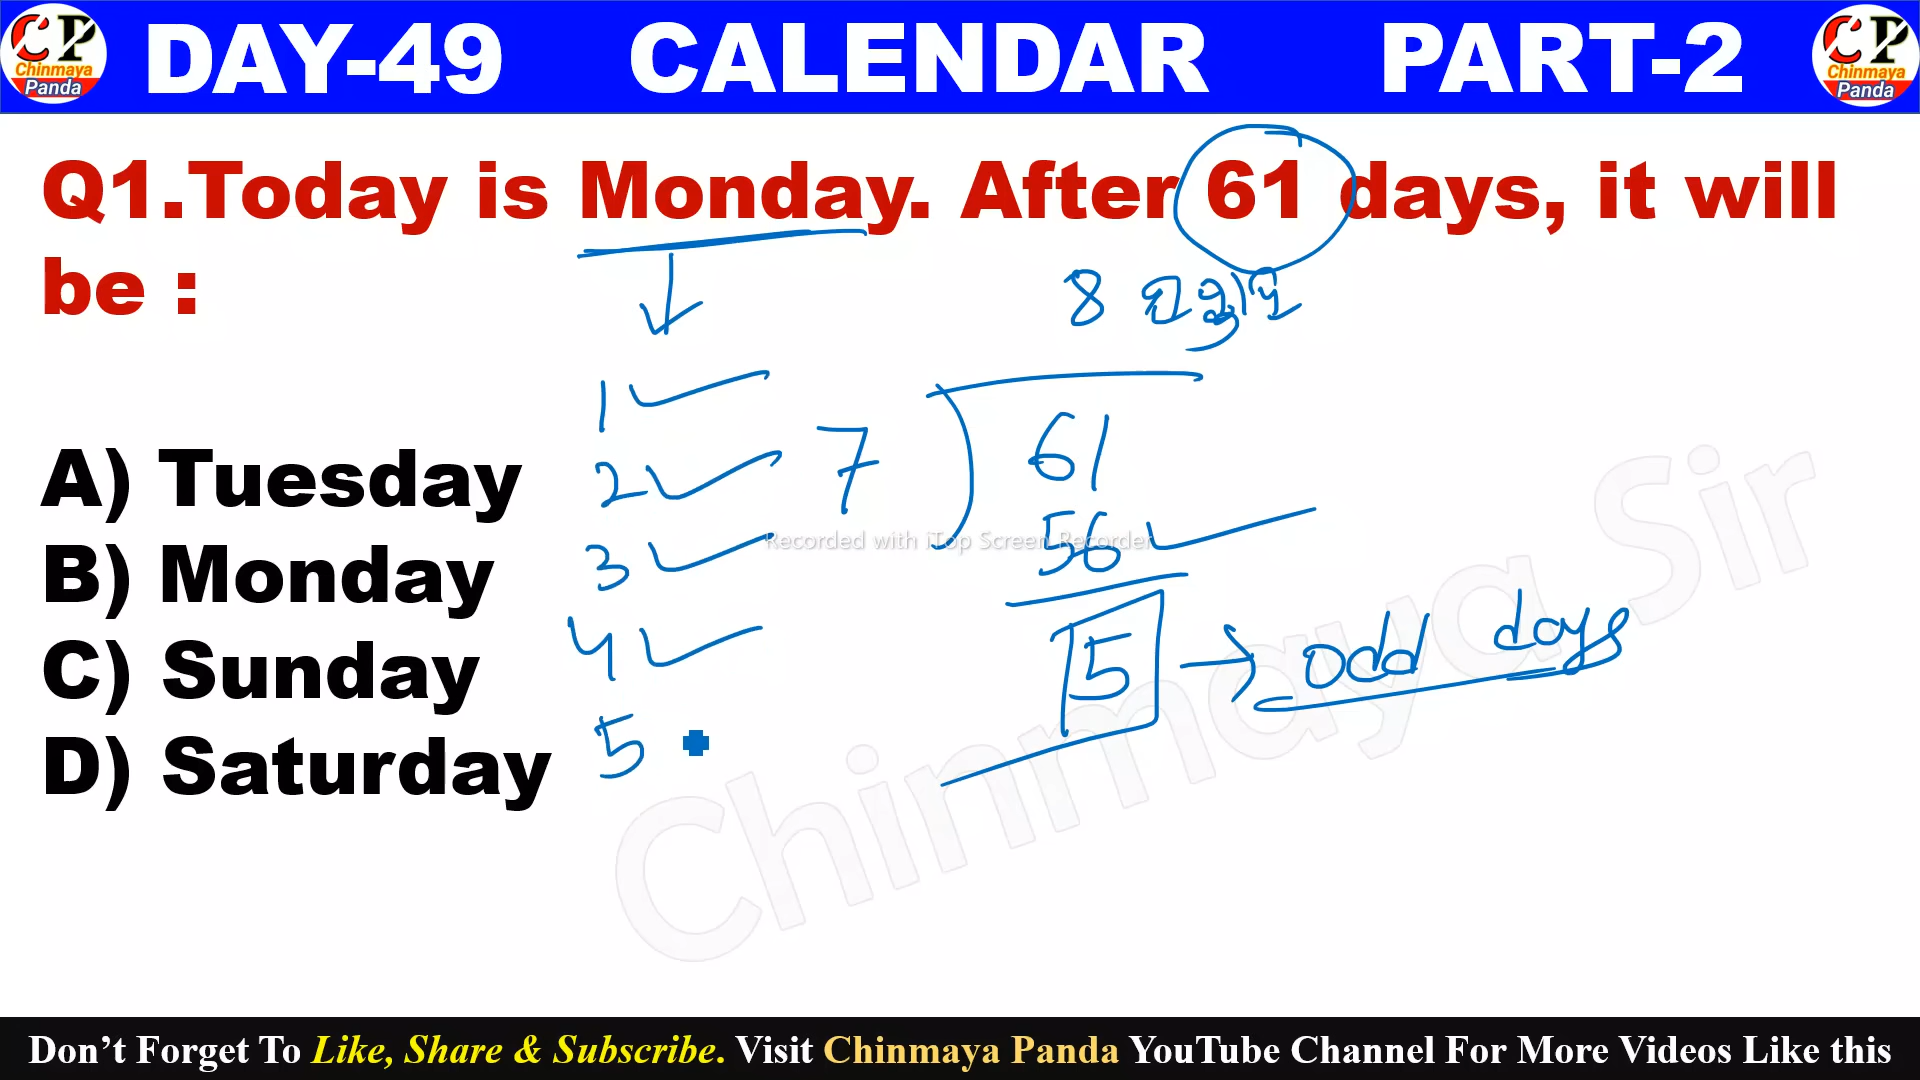 CP Chinmaya Panda DAY-49 CALENDAR PART-2 CP Chinmaya Panda
Q1.Today is Monday. After 61 days, it will
be :
8 ସପ୍ତାହ
1
7 61
A) Tuesday
2
56
B) Monday
3
Recorded with iTop Screen Recorder
C) Sunday
4
5 → odd days
D) Saturday
5
Chinmaya Sir
Don’t Forget To Like, Share & Subscribe. Visit Chinmaya Panda YouTube Channel For More Videos Like this